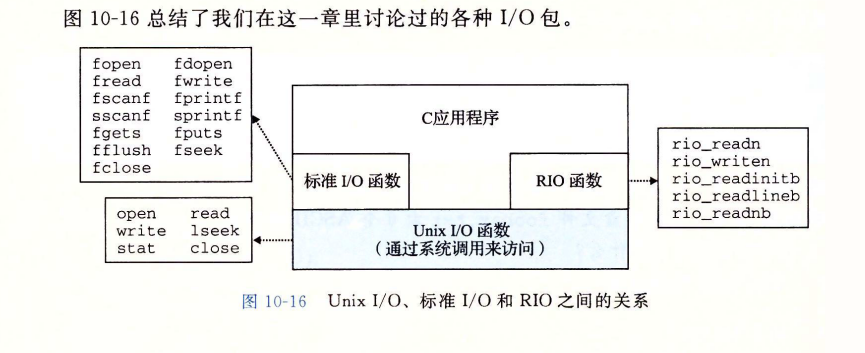 图 10-16 总结了我们在这一章里讨论过的各种 I/O 包。
fopen fdopen
fread fwrite
fscanf fprintf
sscanf sprintf
fgets fputs
fflush fseek
fclose
C应用程序
标准 I/O 函数
RIO 函数
rio_readn
rio_writen
rio_readinitb
rio_readlineb
rio_readnb
open read
write lseek
stat close
Unix I/O 函数
（通过系统调用来访问）
图 10-16 Unix I/O、标准 I/O 和 RIO 之间的关系